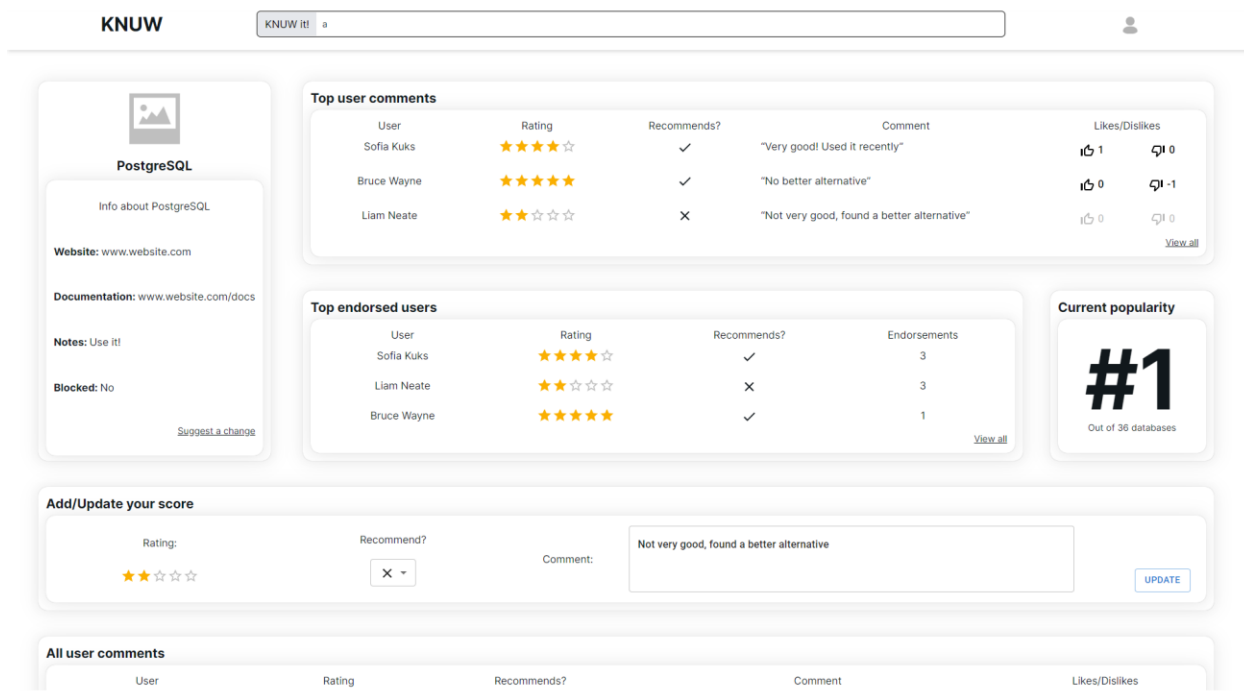 KNUW
KNUW it! a
PostgreSQL
Info about PostgreSQL
Website: www.website.com
Documentation: www.website.com/docs
Notes: Use it!
Blocked: No
Suggest a change
Top user comments
User Rating Recommends? Comment Likes/Dislikes
Sofia Kuks "Very good! Used it recently" 1 0
Bruce Wayne "No better alternative" 0 -1
Liam Neate "Not very good, found a better alternative" 0 0
View all
Top endorsed users
User Rating Recommends? Endorsements
Sofia Kuks 3
Liam Neate 3
Bruce Wayne 1
View all
Current popularity
#1
Out of 36 databases
Add/Update your score
Rating:
Recommend?
Comment:
Not very good, found a better alternative
UPDATE
All user comments
User Rating Recommends? Comment Likes/Dislikes